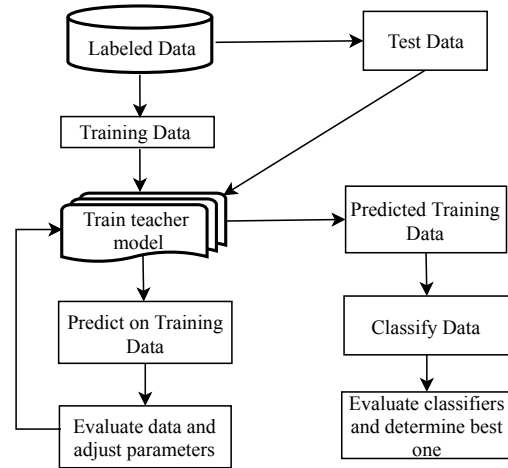 Labeled Data
Test Data
Training Data
Train teacher
model
Predicted Training
Data
Predict on Training
Data
Classify Data
Evaluate data and
adjust parameters
Evaluate classifiers
and determine best
one